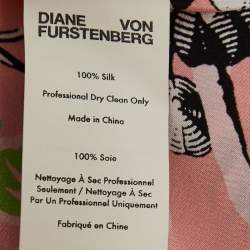 DIANE VON
FURSTENBERG
100% Silk
Professional Dry Clean Only
Made in China
100% Soie
Nettoyage À Sec Professionnel
Seulement / Nettoyage À Sec
Par Un Professionnel Uniquement
Fabriqué en Chine